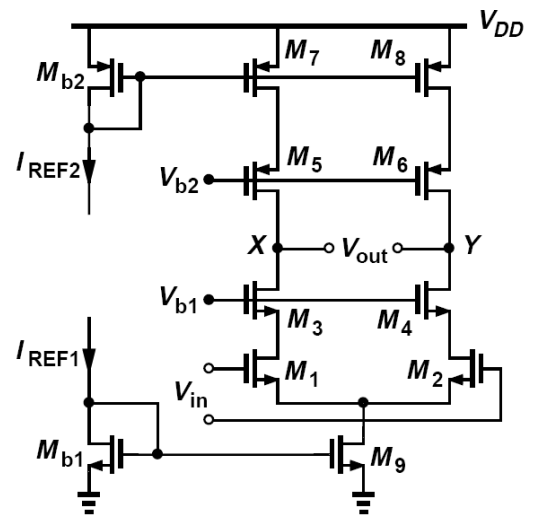 V_DD
M_b2
M_7
M_8
I_REF2
V_b2
M_5
M_6
X
V_out
Y
V_b1
M_3
M_4
I_REF1
V_in
M_1
M_2
M_b1
M_9